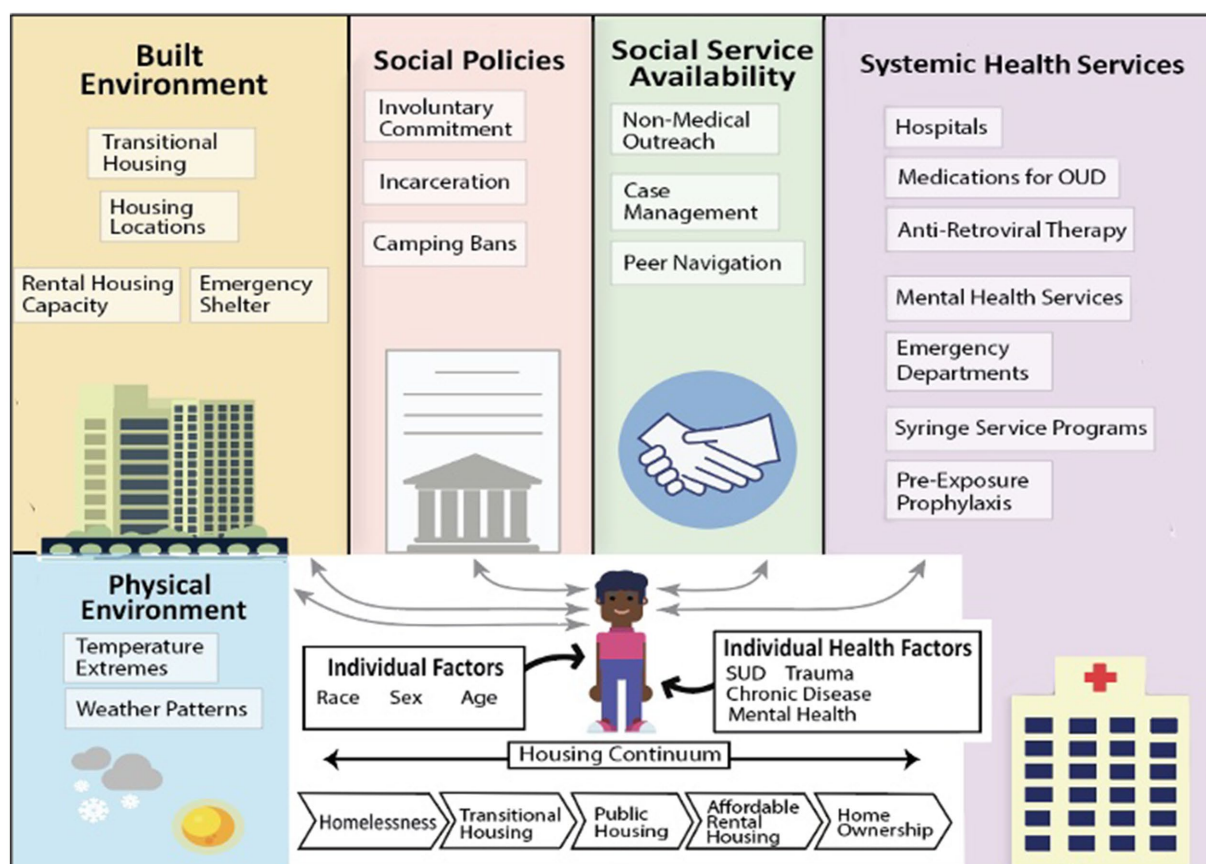 Built
Environment
Transitional
Housing
Housing
Locations
Rental Housing
Capacity
Emergency
Shelter
Social Policies
Involuntary
Commitment
Incarceration
Camping Bans
Social Service
Availability
Non-Medical
Outreach
Case
Management
Peer Navigation
Systemic Health Services
Hospitals
Medications for OUD
Anti-Retroviral Therapy
Mental Health Services
Emergency
Departments
Syringe Service Programs
Pre-Exposure
Prophylaxis
Physical
Environment
Temperature
Extremes
Weather Patterns
Individual Factors
Race Sex Age
Individual Health Factors
SUD Trauma
Chronic Disease
Mental Health
Housing Continuum
Homelessness
Transitional
Housing
Public
Housing
Affordable
Rental
Housing
Home
Ownership